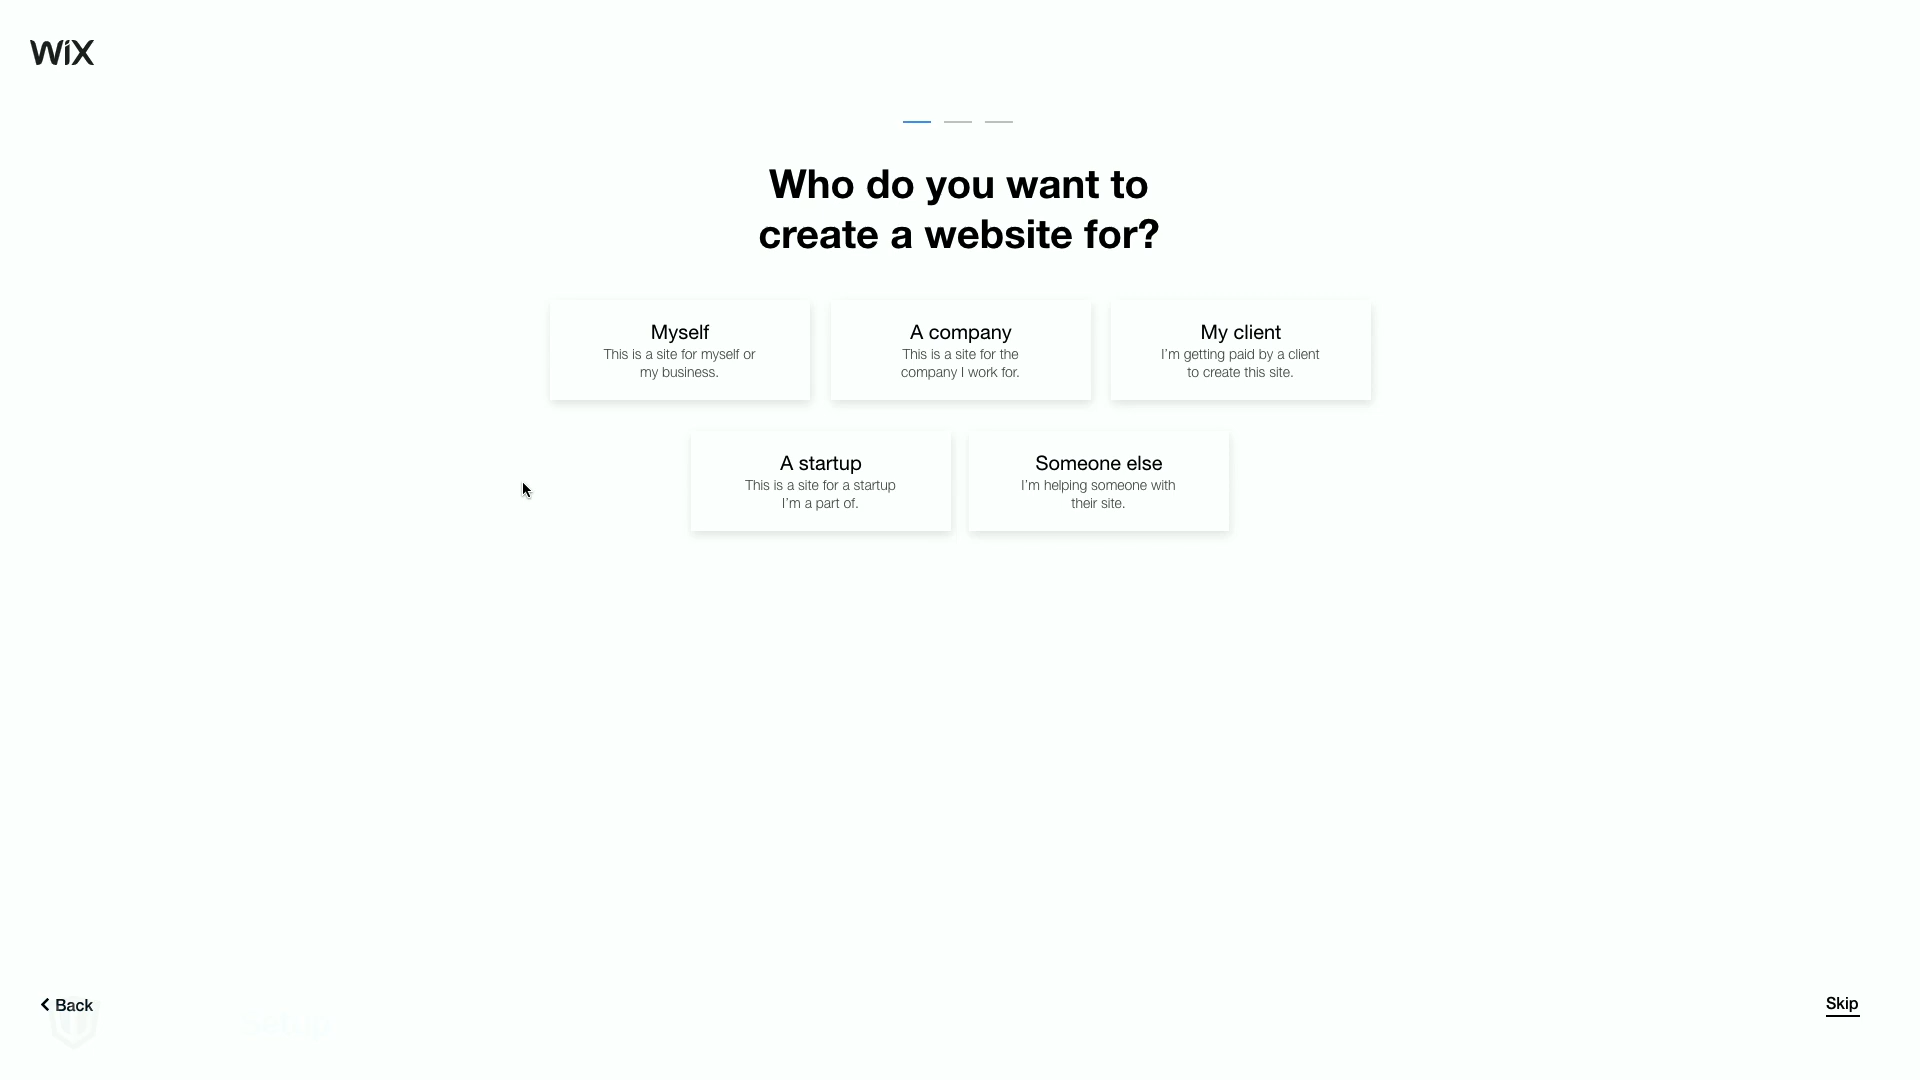 WiX
Who do you want to
create a website for?
Myself
This is a site for myself or
my business.
A company
This is a site for the
company I work for.
My client
I'm getting paid by a client
to create this site.
A startup
This is a site for a startup
I'm a part of.
Someone else
I'm helping someone with
their site.
Back
Skip
Setup